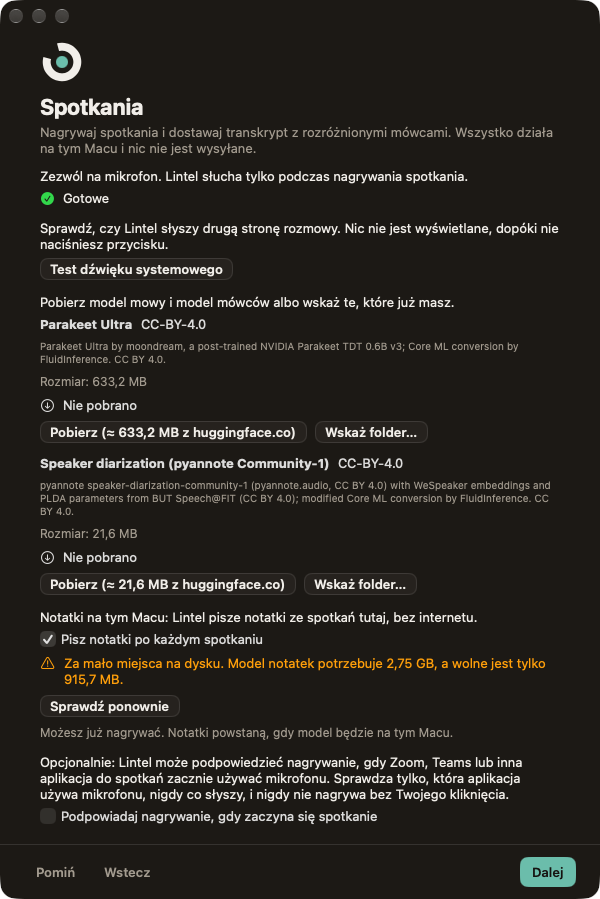 Spotkania
Nagrywaj spotkania i dostawaj transkrypt z rozróżnionymi mówcami. Wszystko działa
na tym Macu i nic nie jest wysyłane.
Zezwól na mikrofon. Lintel słucha tylko podczas nagrywania spotkania.
Gotowe
Sprawdź, czy Lintel słyszy drugą stronę rozmowy. Nic nie jest wyświetlane, dopóki nie
naciśniesz przycisku.
Test dźwięku systemowego
Pobierz model mowy i model mówców albo wskaż te, które już masz.
Parakeet Ultra CC-BY-4.0
Parakeet Ultra by moondream, a post-trained NVIDIA Parakeet TDT 0.6B v3; Core ML conversion by
FluidInference. CC BY 4.0.
Rozmiar: 633,2 MB
Nie pobrano
Pobierz (≈ 633,2 MB z huggingface.co) Wskaż folder...
Speaker diarization (pyannote Community-1) CC-BY-4.0
pyannote speaker-diarization-community-1 (pyannote.audio, CC BY 4.0) with WeSpeaker embeddings and
PLDA parameters from BUT Speech@FIT (CC BY 4.0); modified Core ML conversion by FluidInference. CC
BY 4.0.
Rozmiar: 21,6 MB
Nie pobrano
Pobierz (≈ 21,6 MB z huggingface.co) Wskaż folder...
Notatki na tym Macu: Lintel pisze notatki ze spotkań tutaj, bez internetu.
Pisz notatki po każdym spotkaniu
Za mało miejsca na dysku. Model notatek potrzebuje 2,75 GB, a wolne jest tylko
915,7 MB.
Sprawdź ponownie
Możesz już nagrywać. Notatki powstaną, gdy model będzie na tym Macu.
Opcjonalnie: Lintel może podpowiedzieć nagrywanie, gdy Zoom, Teams lub inna
aplikacja do spotkań zacznie używać mikrofonu. Sprawdza tylko, która aplikacja
używa mikrofonu, nigdy co słyszy, i nigdy nie nagrywa bez Twojego kliknięcia.
Podpowiadaj nagrywanie, gdy zaczyna się spotkanie
Pomiń Wstecz Dalej